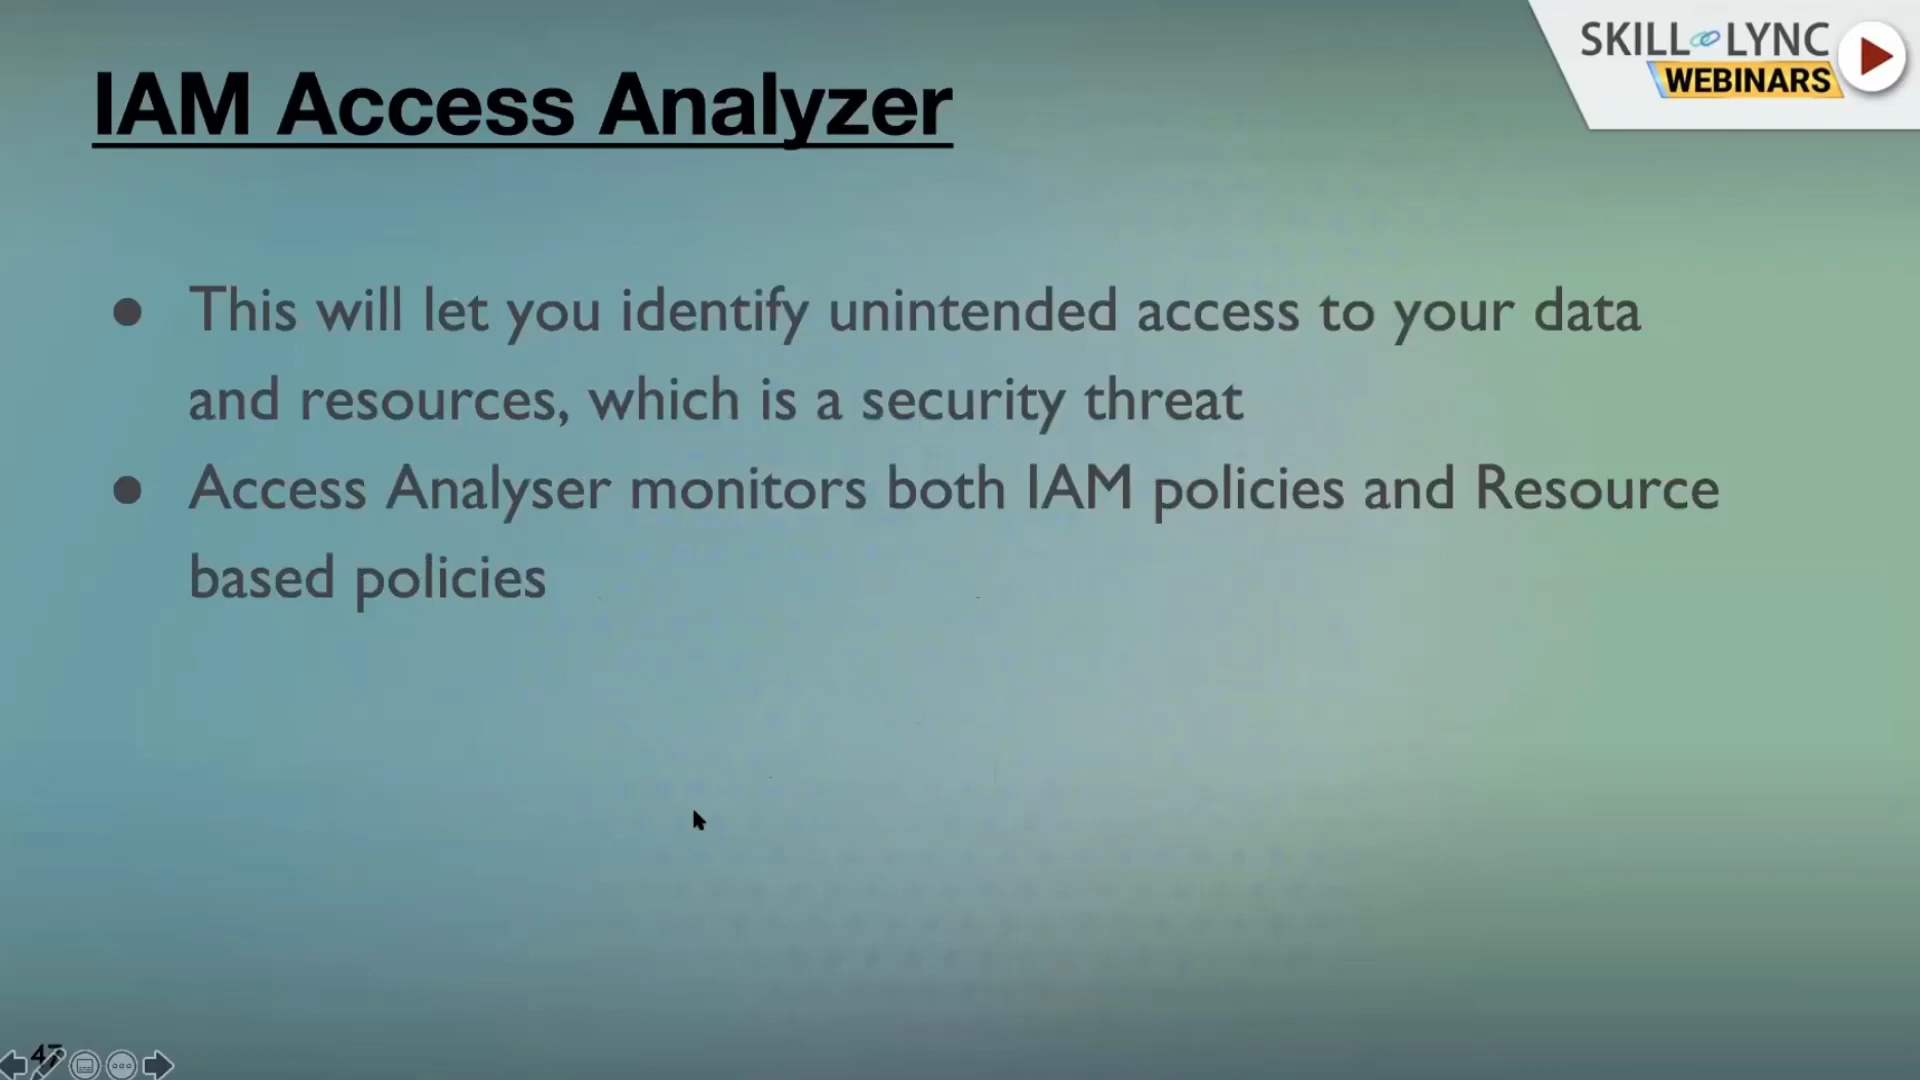 SKILL LYNC
WEBINARS
IAM Access Analyzer
● This will let you identify unintended access to your data
and resources, which is a security threat
● Access Analyser monitors both IAM policies and Resource
based policies
47